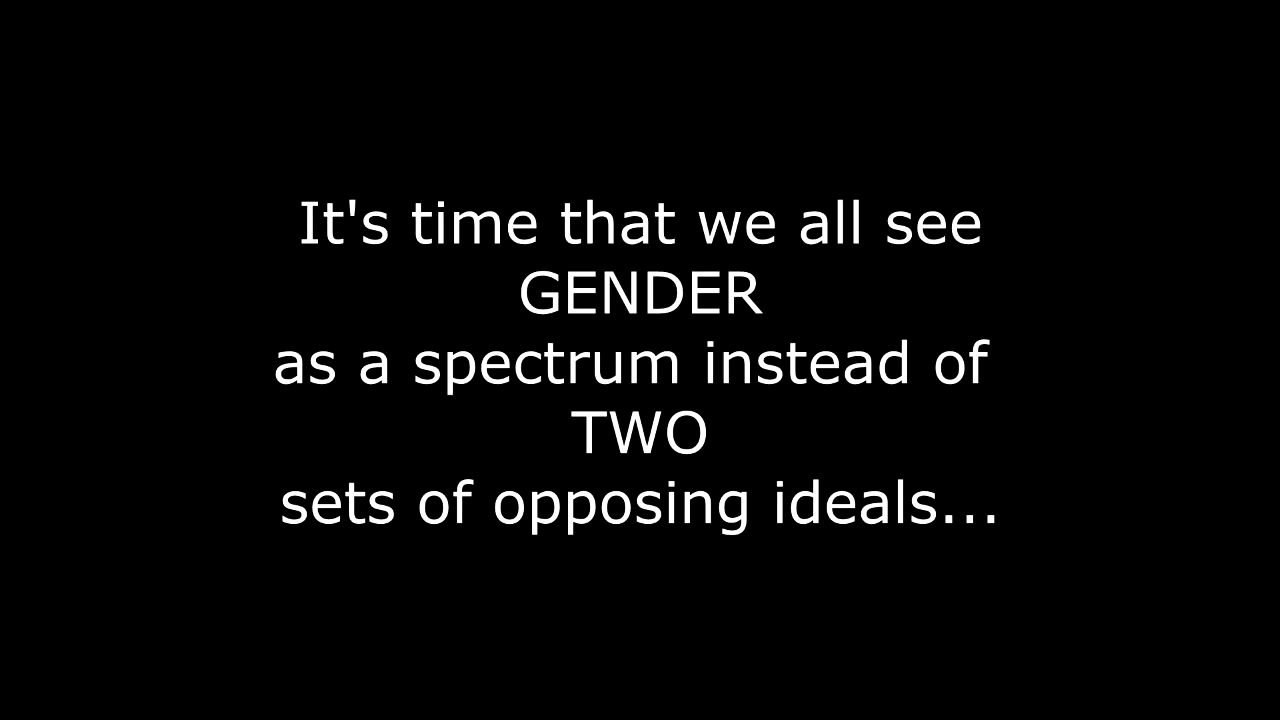 It's time that we all see
GENDER
as a spectrum instead of
TWO
sets of opposing ideals...